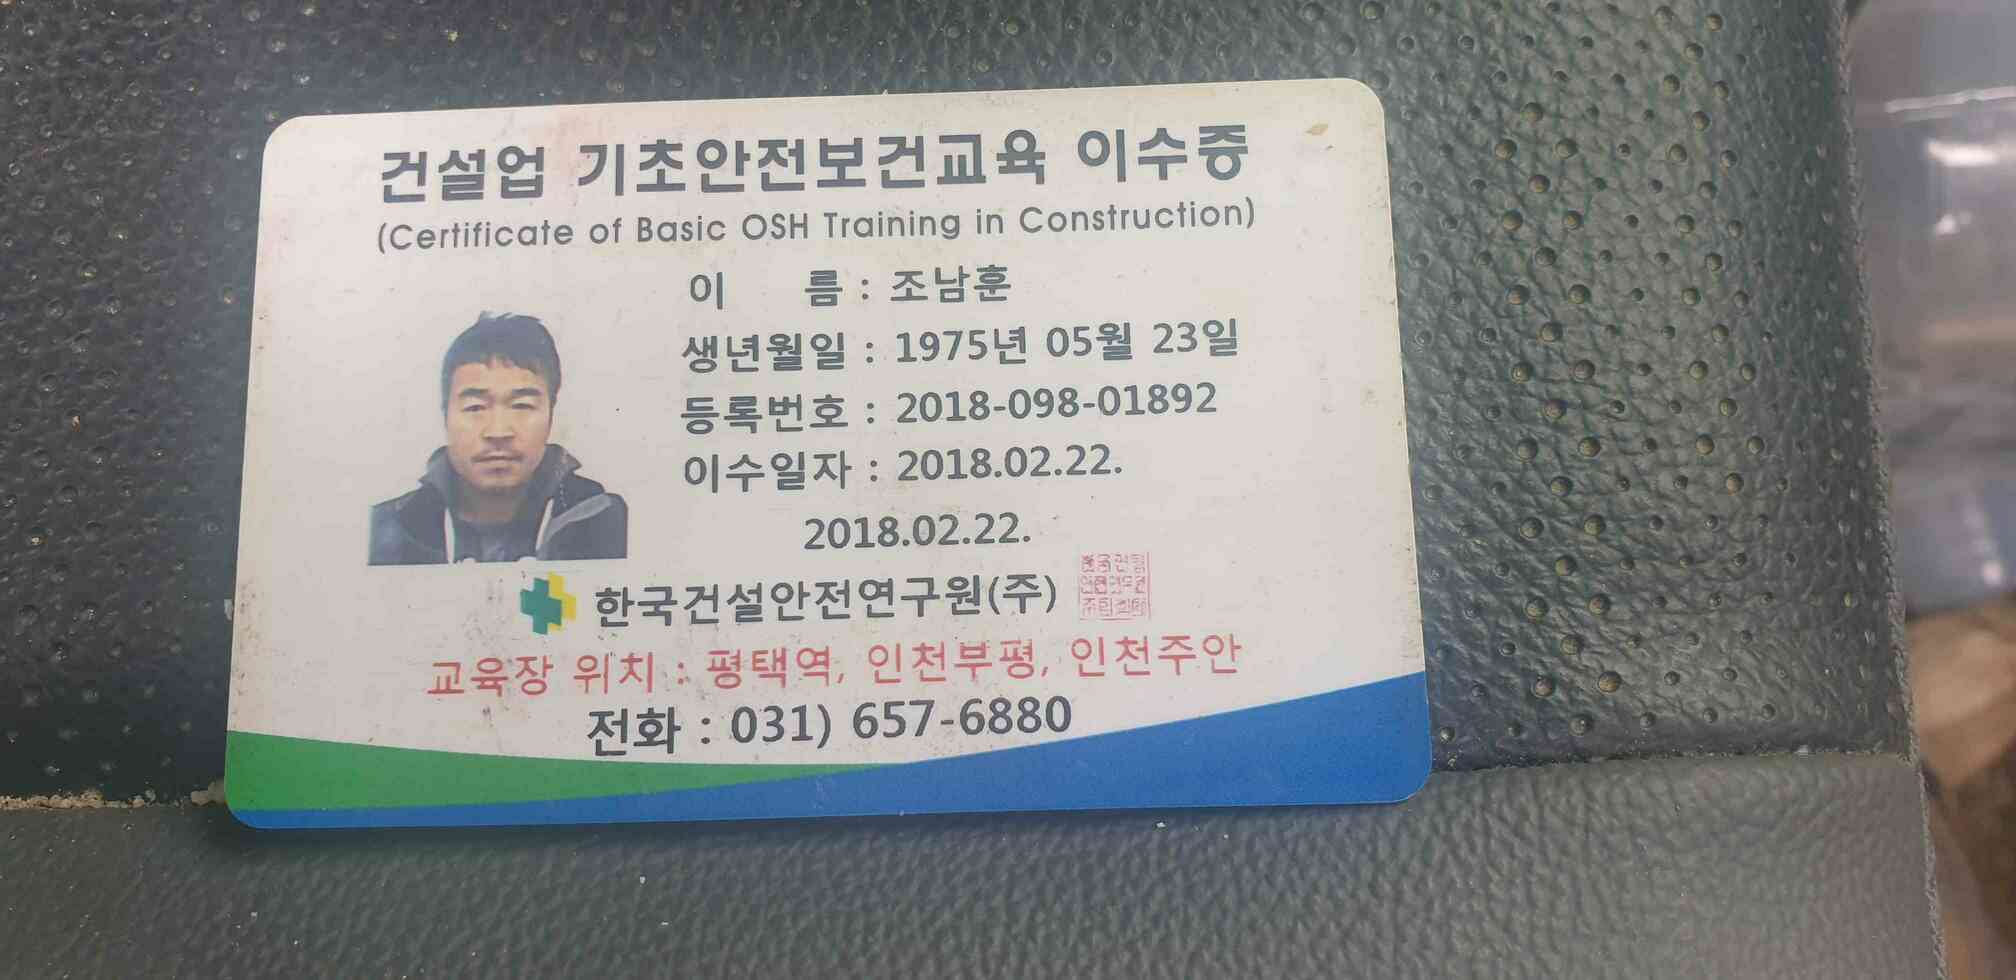 건설업 기초안전보건교육 이수증
(Certificate of Basic OSH Training in Construction)
이 름 : 조남훈
생년월일 : 1975년 05월 23일
등록번호 : 2018-098-01892
이수일자 : 2018.02.22.
2018.02.22.
한국건설안전연구원(주)
교육장 위치 : 평택역, 인천부평, 인천주안
전화 : 031) 657-6880